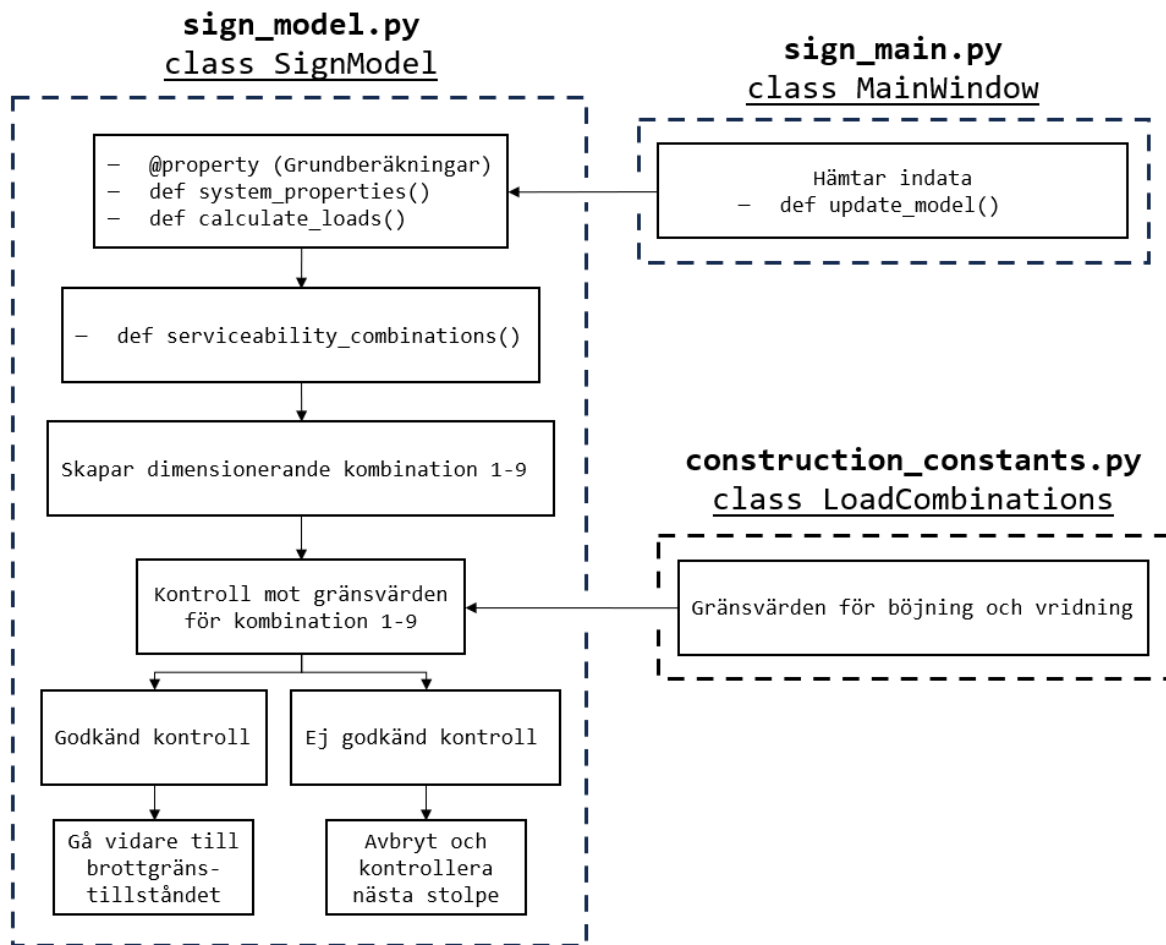 sign_model.py
class SignModel
– @property (Grundberäkningar)
– def system_properties()
– def calculate_loads()
– def serviceability_combinations()
Skapar dimensionerande kombination 1-9
Kontroll mot gränsvärden
för kombination 1-9
Godkänd kontroll
Ej godkänd kontroll
Gå vidare till
brottgräns-
tillståndet
Avbryt och
kontrollera
nästa stolpe
sign_main.py
class MainWindow
Hämtar indata
– def update_model()
construction_constants.py
class LoadCombinations
Gränsvärden för böjning och vridning